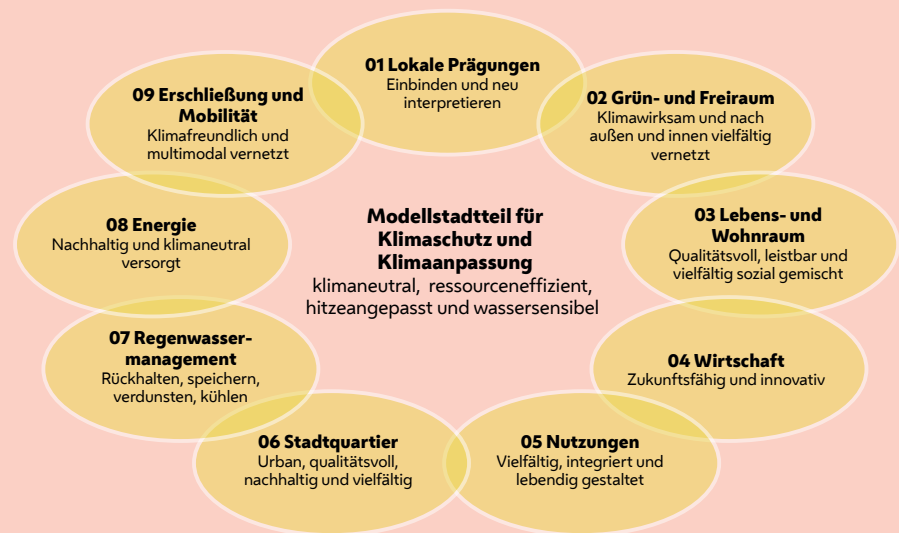 01 Lokale Prägungen
Einbinden und neu
interpretieren
02 Grün- und Freiraum
Klimawirksam und nach
außen und innen vielfältig
vernetzt
03 Lebens- und
Wohnraum
Qualitätsvoll, leistbar und
vielfältig sozial gemischt
04 Wirtschaft
Zukunftsfähig und innovativ
05 Nutzungen
Vielfältig, integriert und
lebendig gestaltet
06 Stadtquartier
Urban, qualitätsvoll,
nachhaltig und vielfältig
07 Regenwasser-
management
Rückhalten, speichern,
verdunsten, kühlen
08 Energie
Nachhaltig und klimaneutral
versorgt
09 Erschließung und
Mobilität
Klimafreundlich und
multimodal vernetzt
Modellstadtteil für
Klimaschutz und
Klimaanpassung
klimaneutral, ressourceneffizient,
hitzeangepasst und wassersensibel